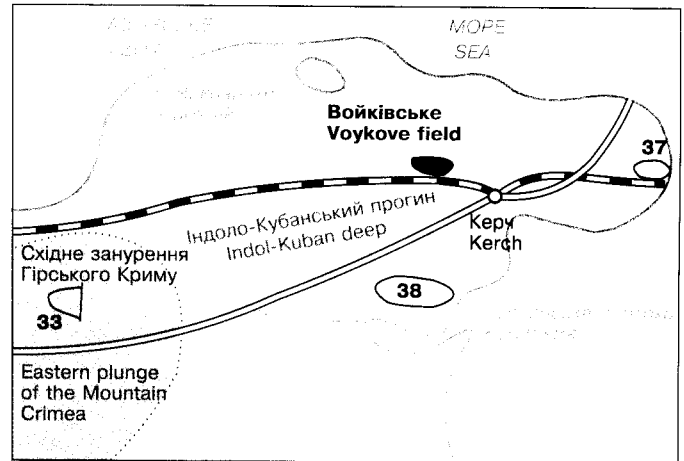 МОРЕ
SEA
Войківське
Voykove field
37
Індоло-Кубанський прогин
Indol-Kuban deep
Керч
Kerch
Східне занурення
Гірського Криму
33
38
Eastern plunge
of the Mountain
Crimea